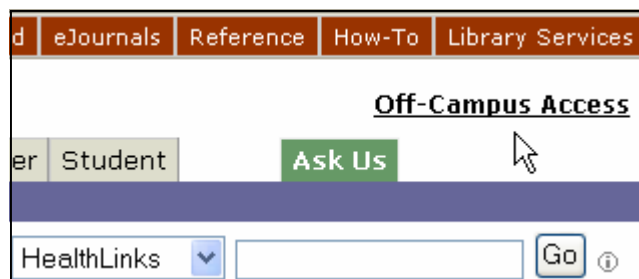 d eJournals Reference How-To Library Services
Off-Campus Access
er Student Ask Us
HealthLinks Go